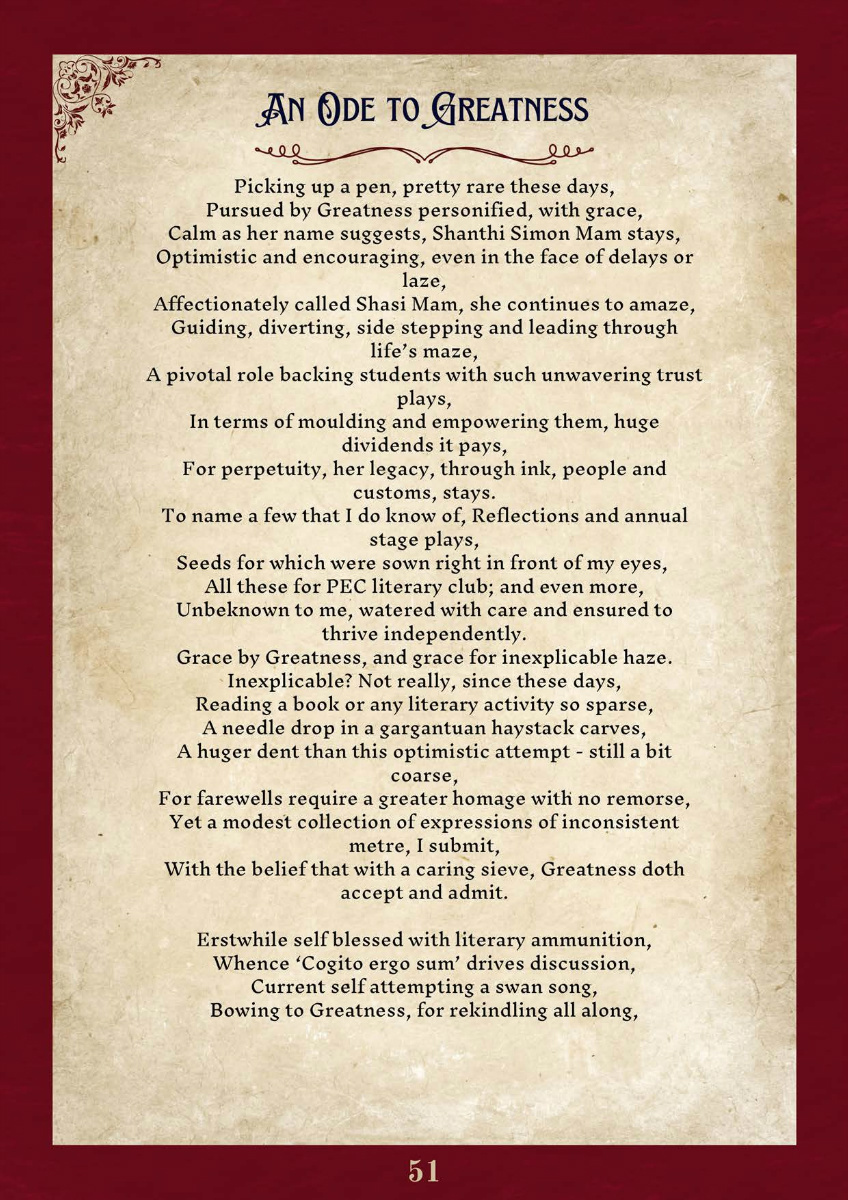 An Ode to Greatness
Picking up a pen, pretty rare these days,
Pursued by Greatness personified, with grace,
Calm as her name suggests, Shanthi Simon Mam stays,
Optimistic and encouraging, even in the face of delays or
laze,
Affectionately called Shasi Mam, she continues to amaze,
Guiding, diverting, side stepping and leading through
life’s maze,
A pivotal role backing students with such unwavering trust
plays,
In terms of moulding and empowering them, huge
dividends it pays,
For perpetuity, her legacy, through ink, people and
customs, stays.
To name a few that I do know of, Reflections and annual
stage plays,
Seeds for which were sown right in front of my eyes,
All these for PEC literary club; and even more,
Unbeknown to me, watered with care and ensured to
thrive independently.
Grace by Greatness, and grace for inexplicable haze.
Inexplicable? Not really, since these days,
Reading a book or any literary activity so sparse,
A needle drop in a gargantuan haystack carves,
A huger dent than this optimistic attempt - still a bit
coarse,
For farewells require a greater homage with no remorse,
Yet a modest collection of expressions of inconsistent
metre, I submit,
With the belief that with a caring sieve, Greatness doth
accept and admit.
Erstwhile self blessed with literary ammunition,
Whence ‘Cogito ergo sum’ drives discussion,
Current self attempting a swan song,
Bowing to Greatness, for rekindling all along,
51